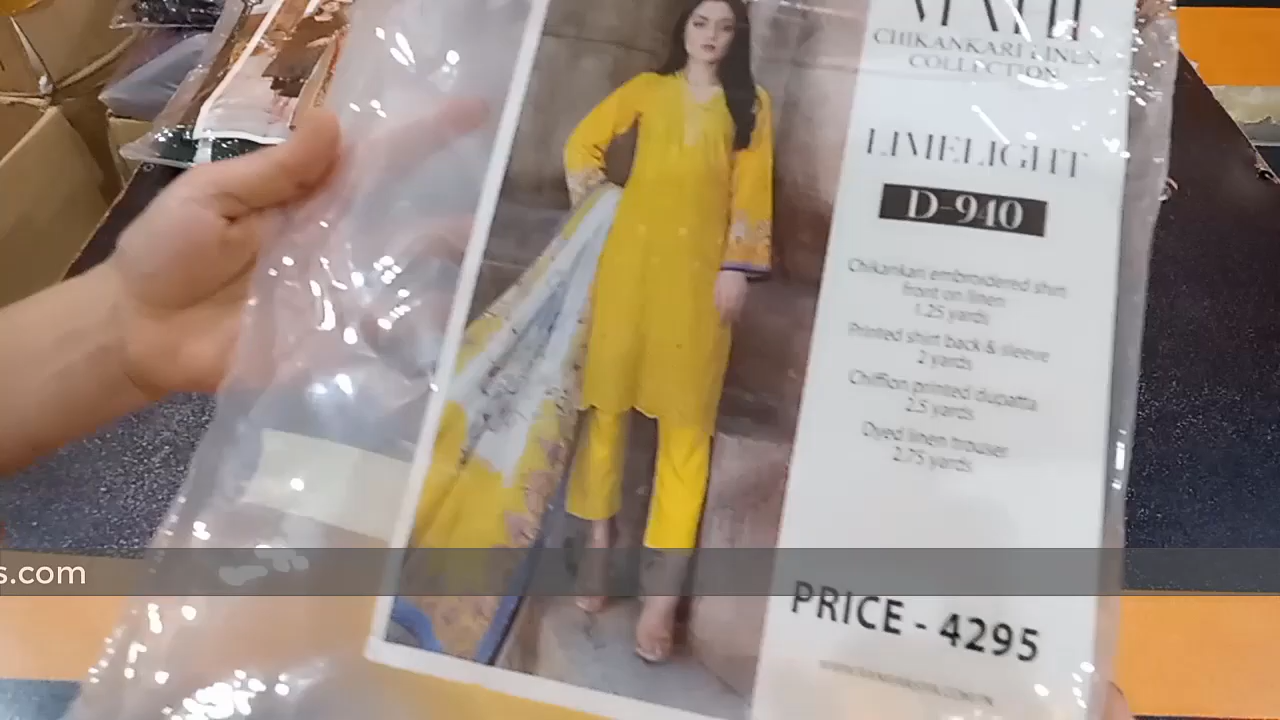 CHIKANKARI LINEN
COLLECTION
LIMELIGHT
D-940
Chikankari embroidered shirt
front on linen
1.25 yards
Printed shirt back & sleeve
2 yards
Chiffion printed dupatta
2.5 yards
Dyed linen trouser
2.75 yards
s.com
PRICE - 4295